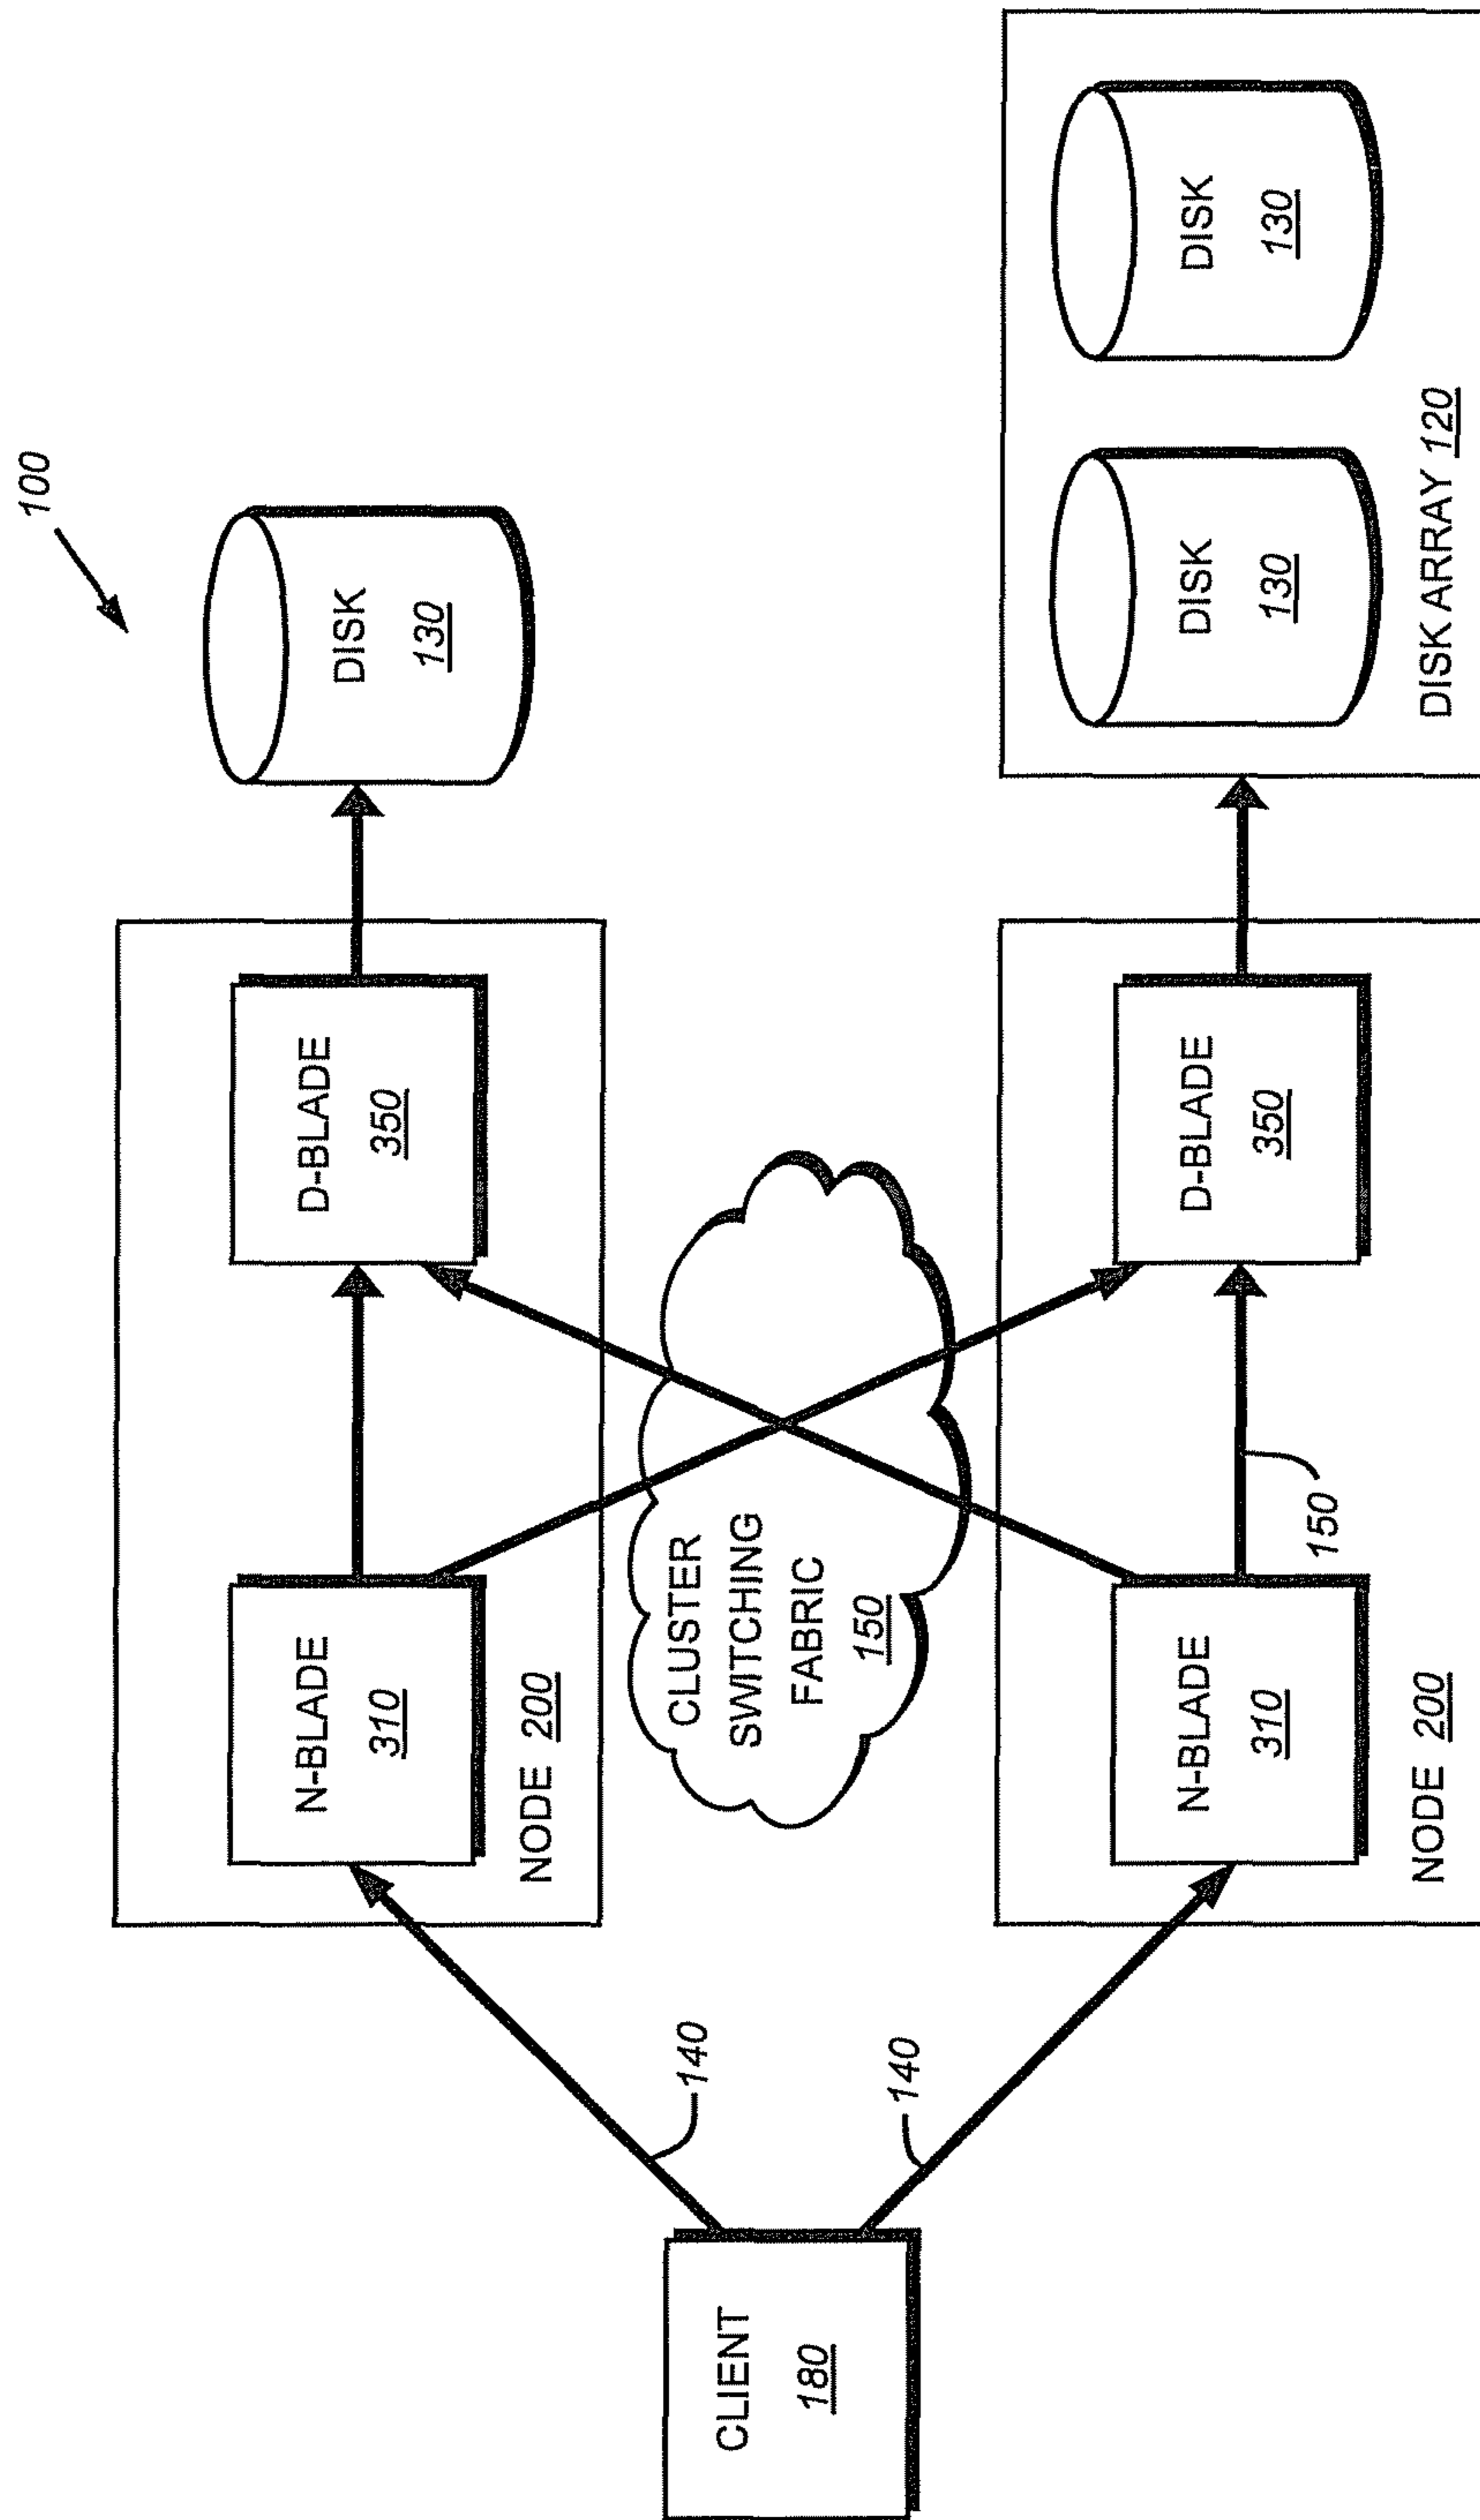 100
N-BLADE
310
D-BLADE
350
DISK
130
NODE 200
140
CLIENT
180
CLUSTER
SWITCHING
FABRIC
150
140
N-BLADE
310
D-BLADE
350
DISK
130
DISK
130
150
NODE 200
DISK ARRAY 120